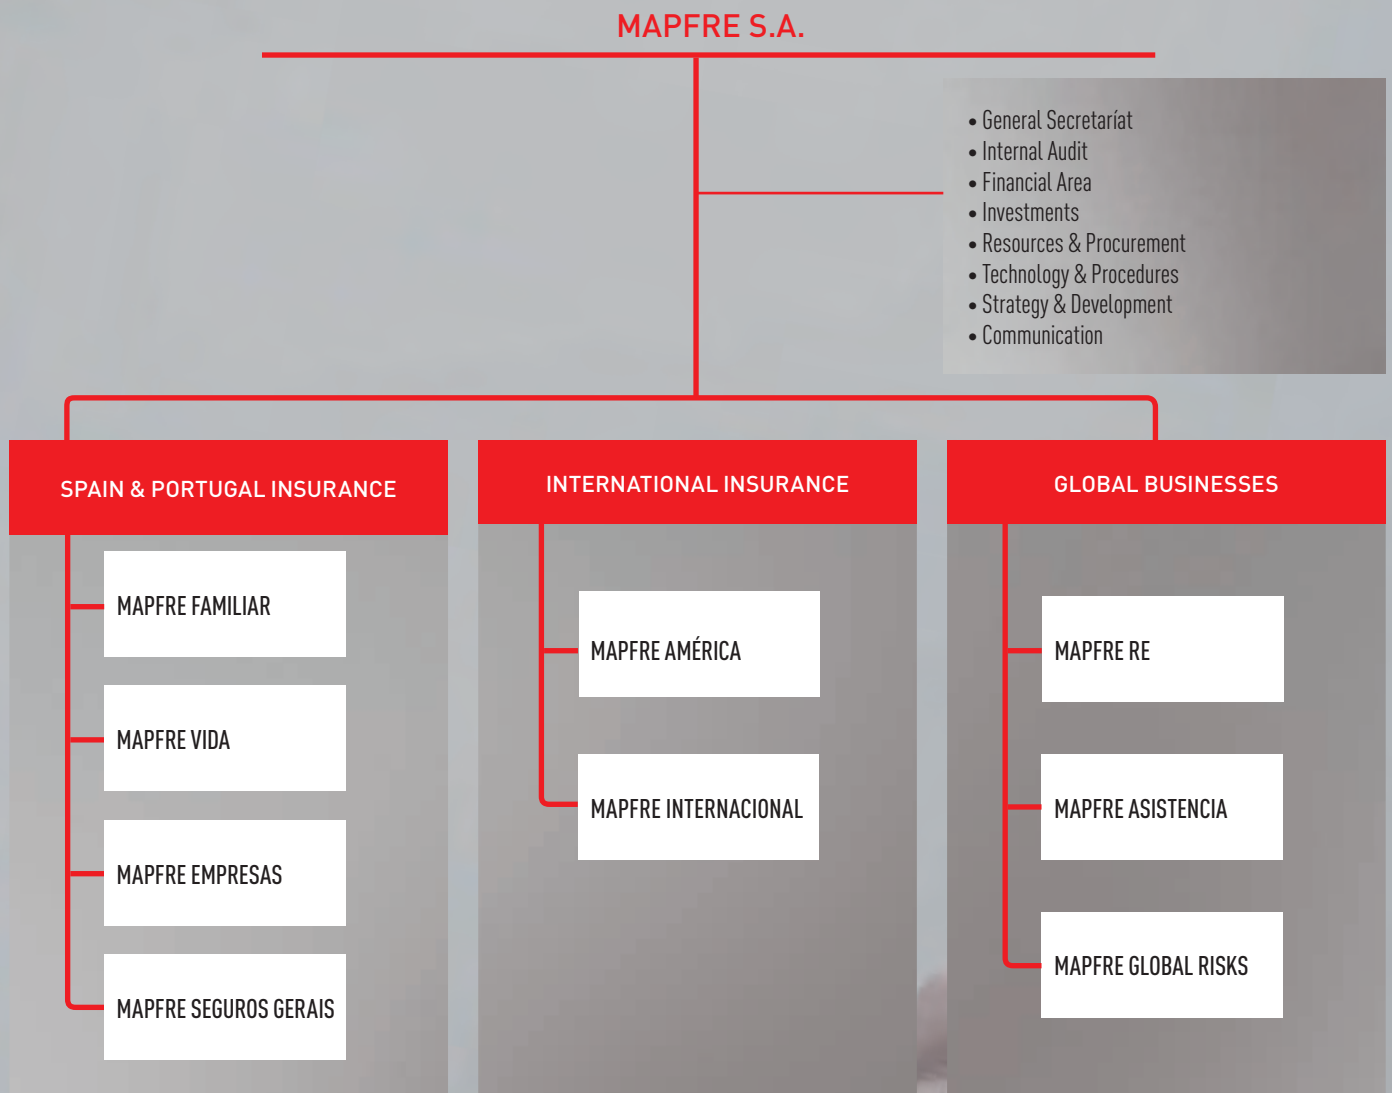 MAPFRE S.A.
• General Secretaríat
• Internal Audit
• Financial Area
• Investments
• Resources & Procurement
• Technology & Procedures
• Strategy & Development
• Communication
SPAIN & PORTUGAL INSURANCE
MAPFRE FAMILIAR
MAPFRE VIDA
MAPFRE EMPRESAS
MAPFRE SEGUROS GERAIS
INTERNATIONAL INSURANCE
MAPFRE AMÉRICA
MAPFRE INTERNACIONAL
GLOBAL BUSINESSES
MAPFRE RE
MAPFRE ASISTENCIA
MAPFRE GLOBAL RISKS